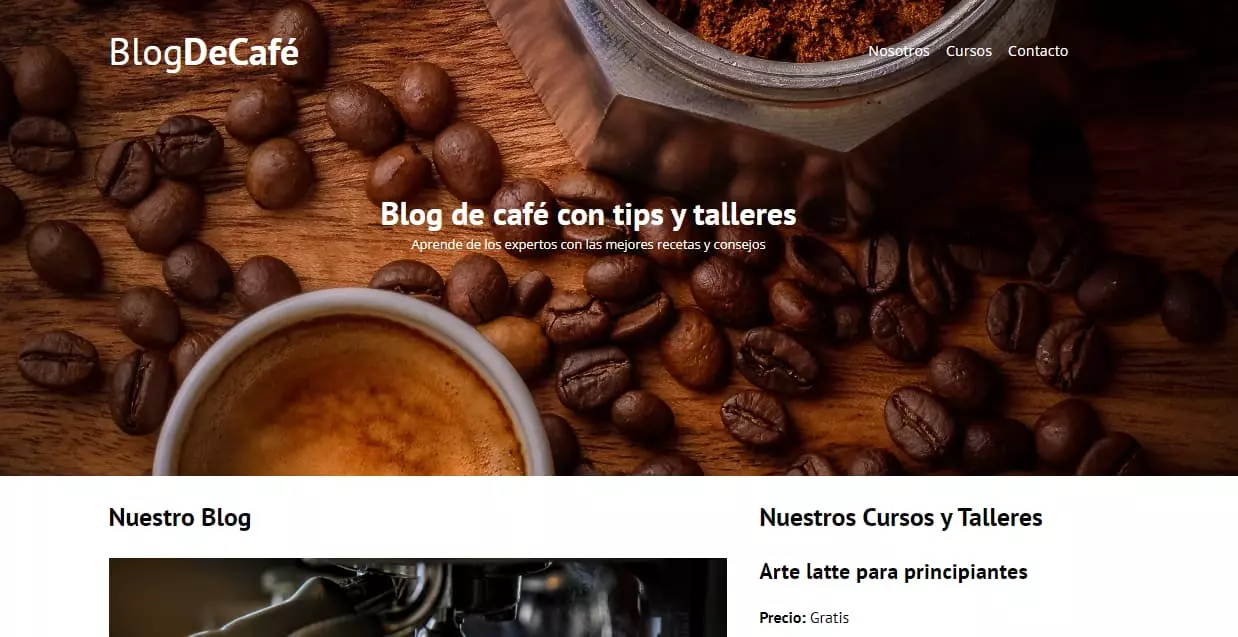 BlogDeCafé
Nosotros Cursos Contacto
Blog de café con tips y talleres
Aprende de los expertos con las mejores recetas y consejos
Nuestro Blog
Nuestros Cursos y Talleres
Arte latte para principiantes
Precio: Gratis